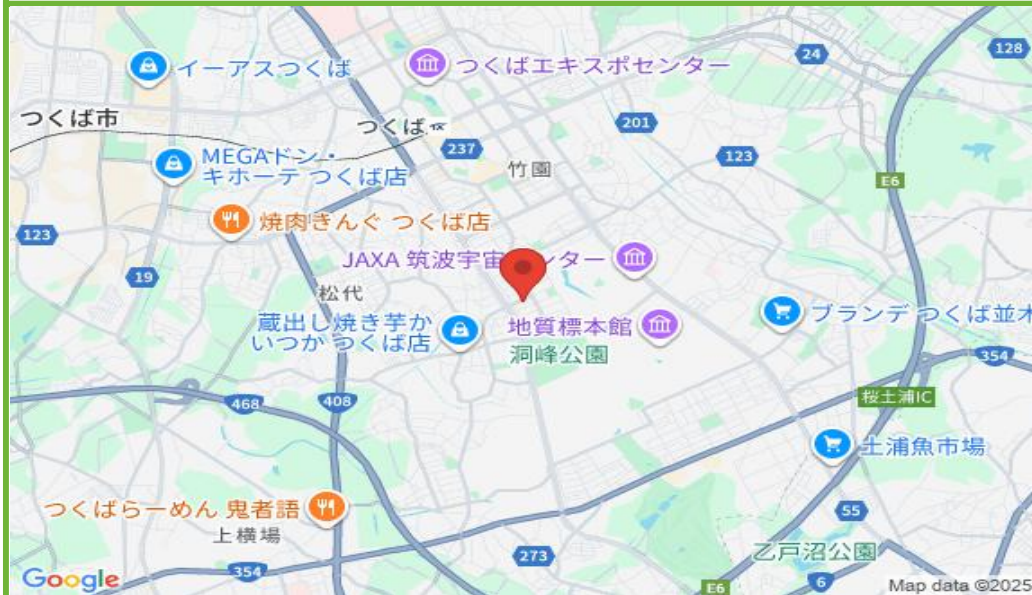 イーアスつくば
つくばエキスポセンター
24
128
つくば市
つくば
201
237
123
MEGAドン・
キホーテ つくば店
竹園
E6
焼肉きんぐ つくば店
123
JAXA 筑波宇宙
ンター
19
松代
蔵出し焼き芋か
いつか つくば店
地質標本館
洞峰公園
ブランデ つくば並木
354
468
408
桜土浦IC
土浦魚市場
つくばらーめん 鬼者語
上横場
55
273
乙戸沼公園
354
Google
E6
6
Map data ©2025